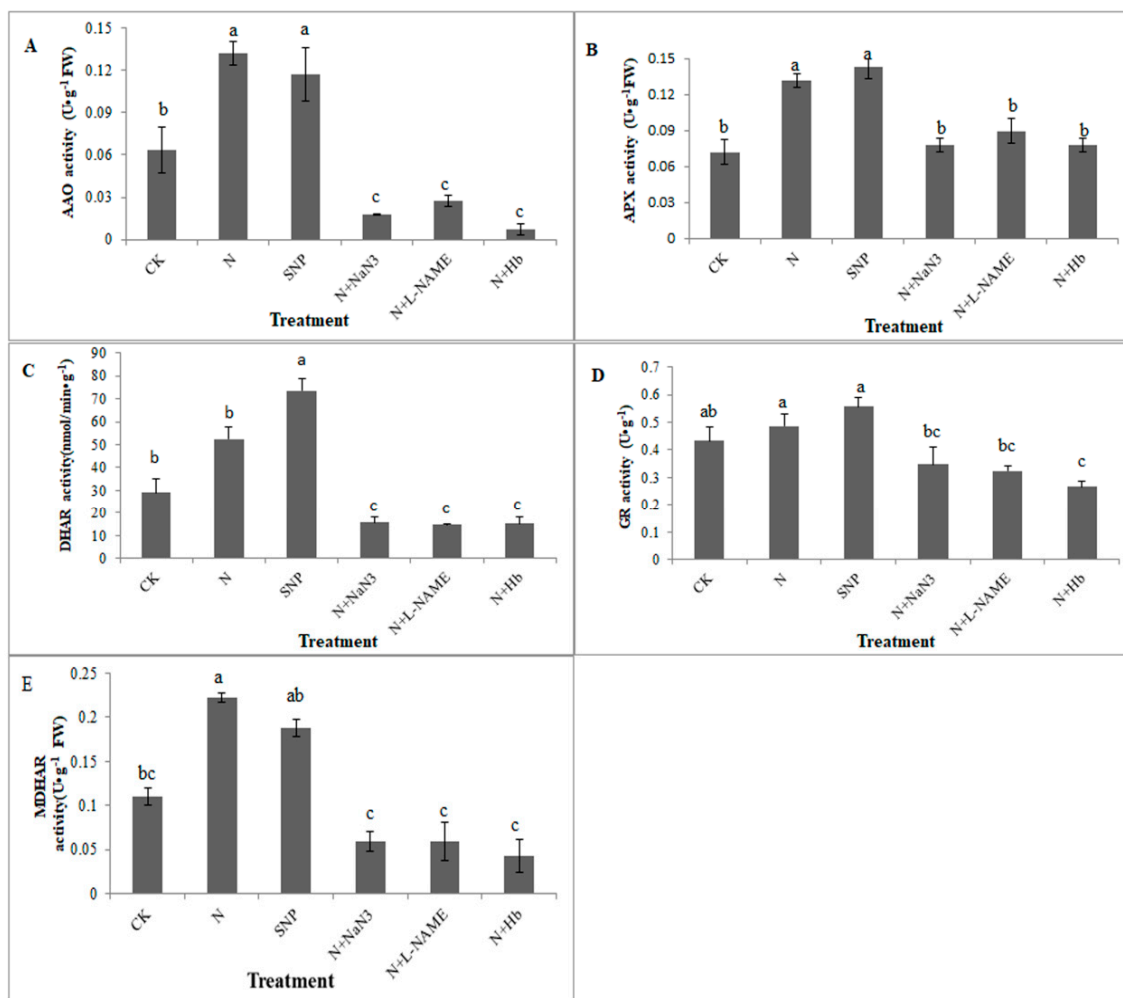 A
AAO activity (U•g-1 FW)
0.15
0.12
0.09
0.06
0.03
0
b
a
a
c
c
c
CK
N
SNP
N+NaN3
N+L-NAME
N+Hb
Treatment
B
APX activity (U•g-1FW)
0.15
0.12
0.09
0.06
0.03
0
b
a
a
b
b
b
CK
N
SNP
N+NaN3
N+L-NAME
N+Hb
Treatment
C
DHAR activity(nmol/min•g-1)
90
80
70
60
50
40
30
20
10
0
b
b
a
c
c
c
CK
N
SNP
N+NaN3
N+L-NAME
N+Hb
Treatment
D
GR activity (U•g-1)
0.7
0.6
0.5
0.4
0.3
0.2
0.1
0
ab
a
a
bc
bc
c
CK
N
SNP
N+NaN3
N+L-NAME
N+Hb
Treatment
E
MDHAR
activity(U•g-1 FW)
0.25
0.2
0.15
0.1
0.05
0
bc
a
ab
c
c
c
CK
N
SNP
N+NaN3
N+L-NAME
N+Hb
Treatment